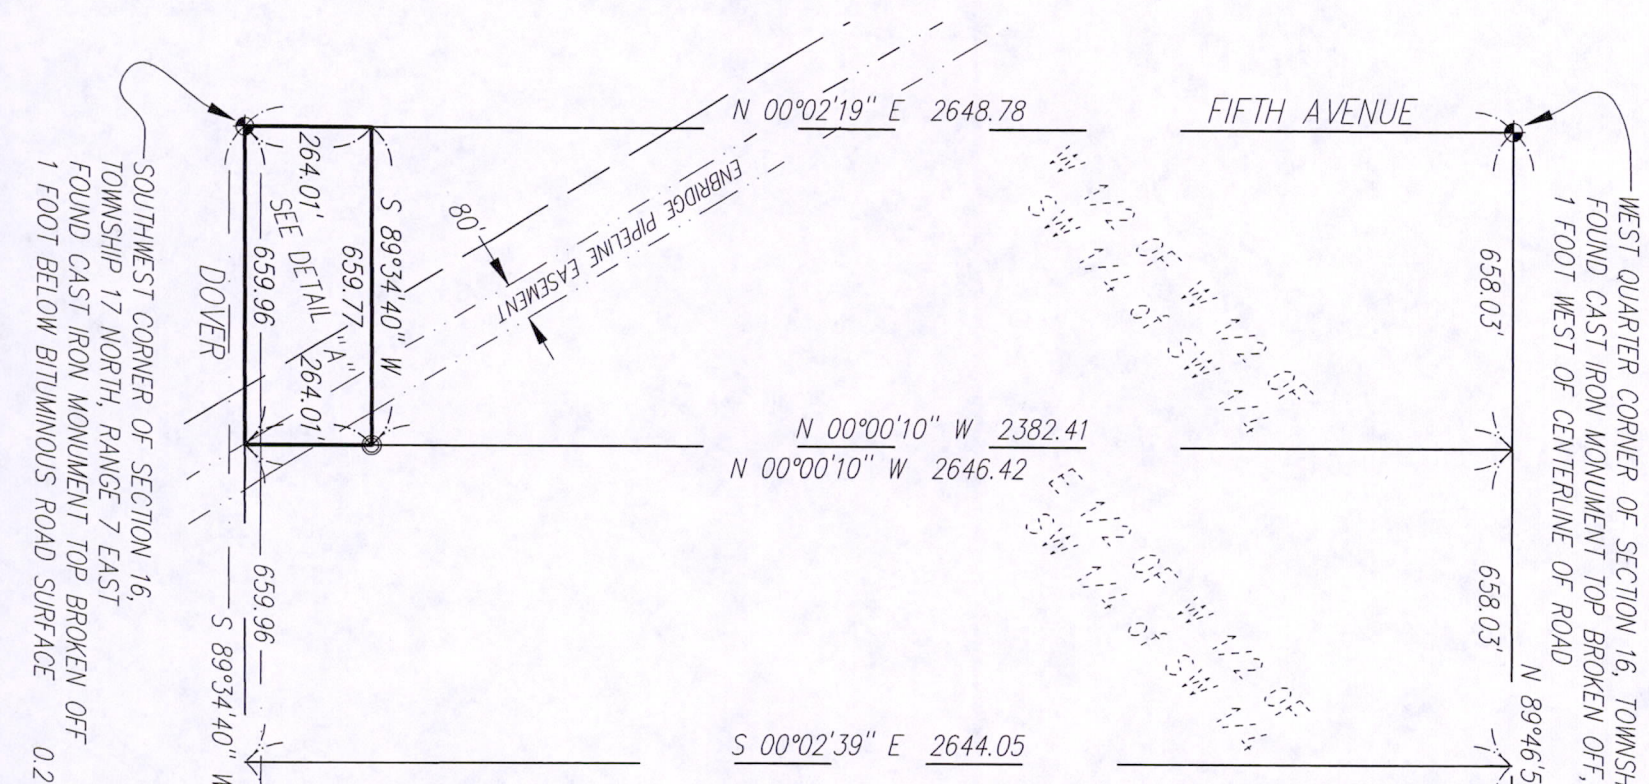 N 00°02'19" E 2648.78
FIFTH AVENUE
264.01'
SEE DETAIL "A"
659.96
659.77
S 89°34'40" W
264.01'
DOVER
80'
ENBRIDGE PIPELINE EASEMENT
W 1/2 OF W 1/2 OF
SW 1/4 OF SW 1/4
658.03'
N 00°00'10" W 2382.41
N 00°00'10" W 2646.42
E 1/2 OF W 1/2 OF
SW 1/4 OF SW 1/4
658.03'
659.96
S 89°34'40" W
S 00°02'39" E 2644.05
N 89°46'5
SOUTHWEST CORNER OF SECTION 16,
TOWNSHIP 17 NORTH, RANGE 7 EAST
FOUND CAST IRON MONUMENT TOP BROKEN OFF
1 FOOT BELOW BITUMINOUS ROAD SURFACE 0.2
WEST QUARTER CORNER OF SECTION 16, TOWNSH
FOUND CAST IRON MONUMENT TOP BROKEN OFF,
1 FOOT WEST OF CENTERLINE OF ROAD